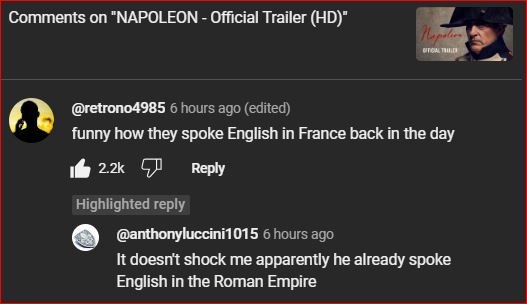 Comments on "NAPOLEON - Official Trailer (HD)"
Napoleon
OFFICIAL TRAILER
@retrono4985 6 hours ago (edited)
funny how they spoke English in France back in the day
2.2k Reply
Highlighted reply
@anthonyluccini1015 6 hours ago
It doesn't shock me apparently he already spoke
English in the Roman Empire